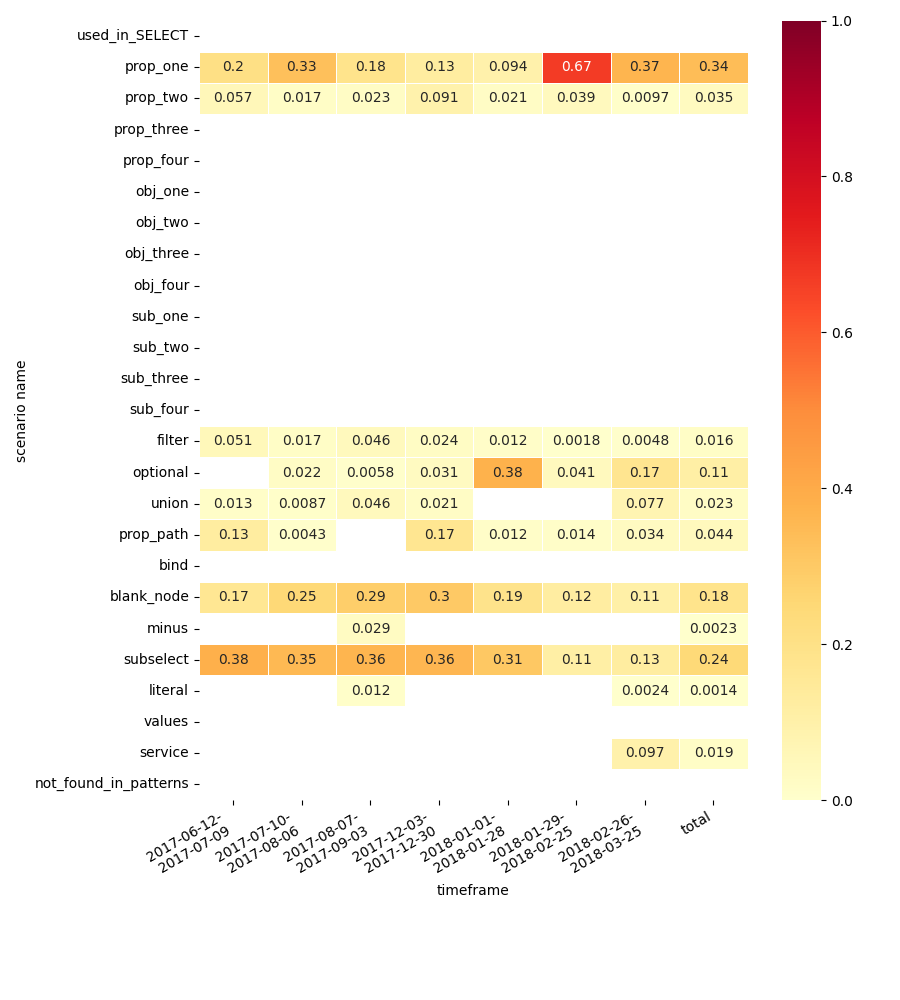 used_in_SELECT
prop_one 0.2 0.33 0.18 0.13 0.094 0.67 0.37 0.34
prop_two 0.057 0.017 0.023 0.091 0.021 0.039 0.0097 0.035
prop_three
prop_four
obj_one
obj_two
obj_three
obj_four
sub_one
sub_two
sub_three
sub_four
filter 0.051 0.017 0.046 0.024 0.012 0.0018 0.0048 0.016
optional 0.022 0.0058 0.031 0.38 0.041 0.17 0.11
union 0.013 0.0087 0.046 0.021 0.077 0.023
prop_path 0.13 0.0043 0.17 0.012 0.014 0.034 0.044
bind
blank_node 0.17 0.25 0.29 0.3 0.19 0.12 0.11 0.18
minus 0.029 0.0023
subselect 0.38 0.35 0.36 0.36 0.31 0.11 0.13 0.24
literal 0.012 0.0024 0.0014
values
service 0.097 0.019
not_found_in_patterns
scenario name
2017-06-12-
2017-07-09
2017-07-10-
2017-08-06
2017-08-07-
2017-09-03
2017-12-03-
2017-12-30
2018-01-01-
2018-01-28
2018-01-29-
2018-02-25
2018-02-26-
2018-03-25
total
timeframe
1.0
0.8
0.6
0.4
0.2
0.0